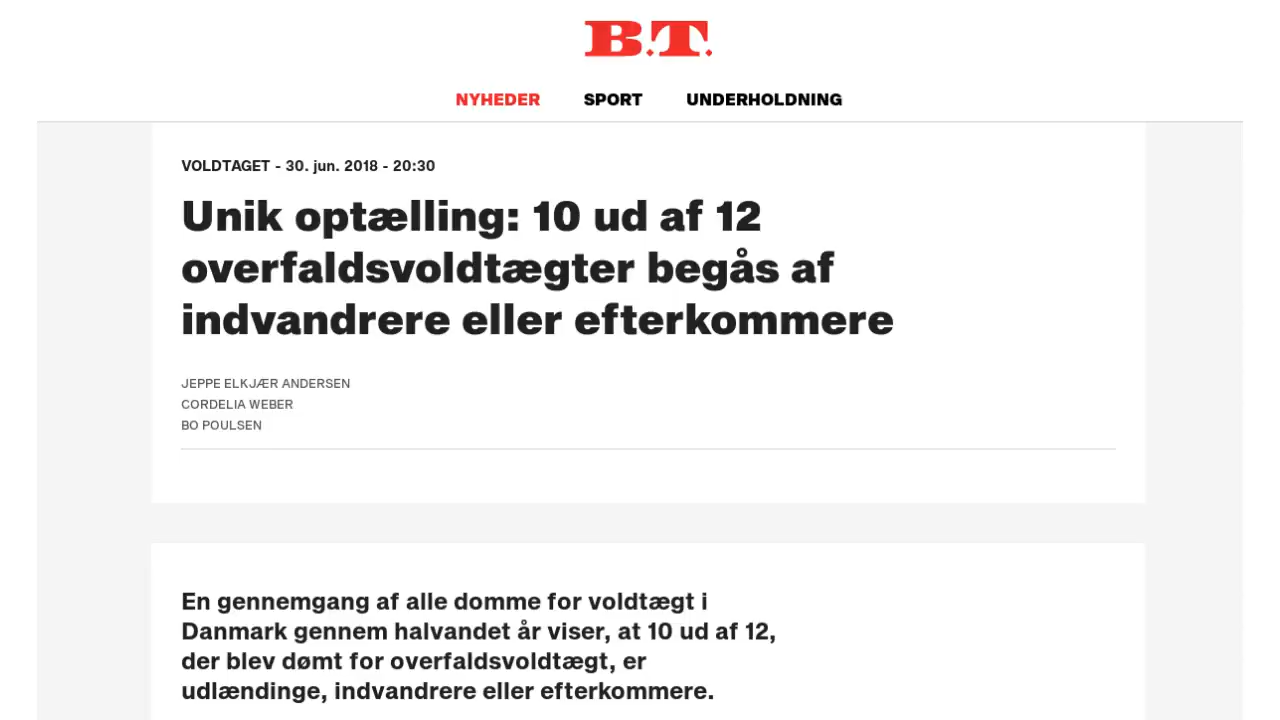 B.T.
NYHEDER SPORT UNDERHOLDNING
VOLDTAGET - 30. jun. 2018 - 20:30
Unik optælling: 10 ud af 12
overfaldsvoldtægter begås af
indvandrere eller efterkommere
JEPPE ELKJÆR ANDERSEN
CORDELIA WEBER
BO POULSEN
En gennemgang af alle domme for voldtægt i
Danmark gennem halvandet år viser, at 10 ud af 12,
der blev dømt for overfaldsvoldtægt, er
udlændinge, indvandrere eller efterkommere.